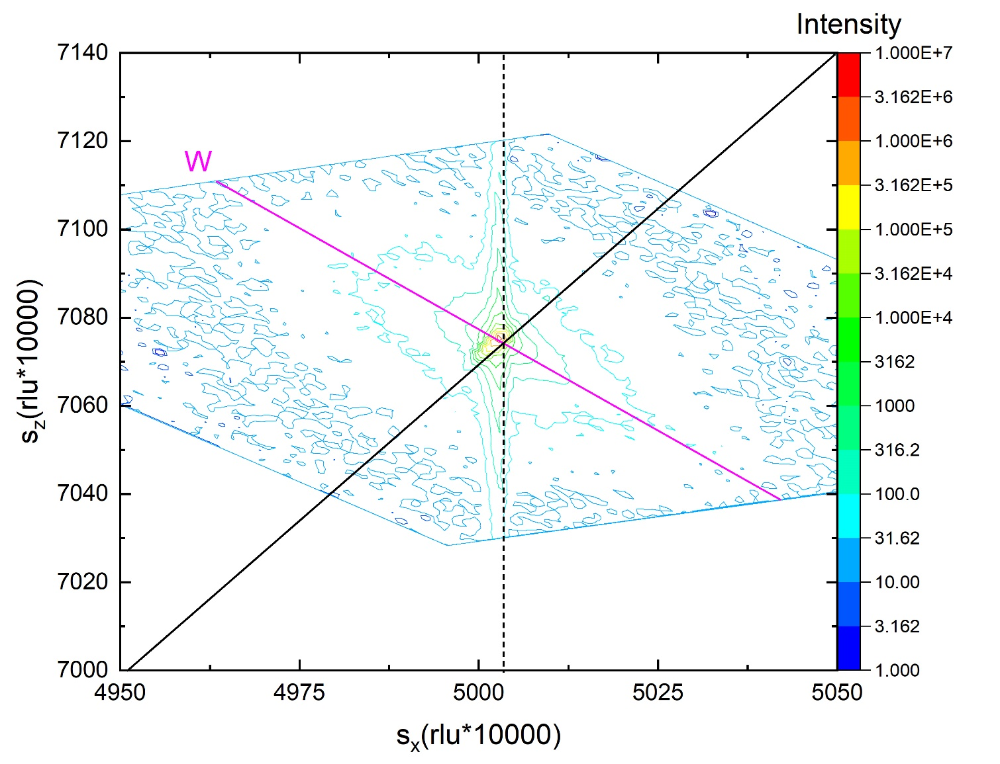 Intensity
7140
7120
7100
7080
7060
7040
7020
7000
4950
4975
5000
5025
5050
s_z(rlu*10000)
s_x(rlu*10000)
W
1.000E+7
3.162E+6
1.000E+6
3.162E+5
1.000E+5
3.162E+4
1.000E+4
3162
1000
316.2
100.0
31.62
10.00
3.162
1.000